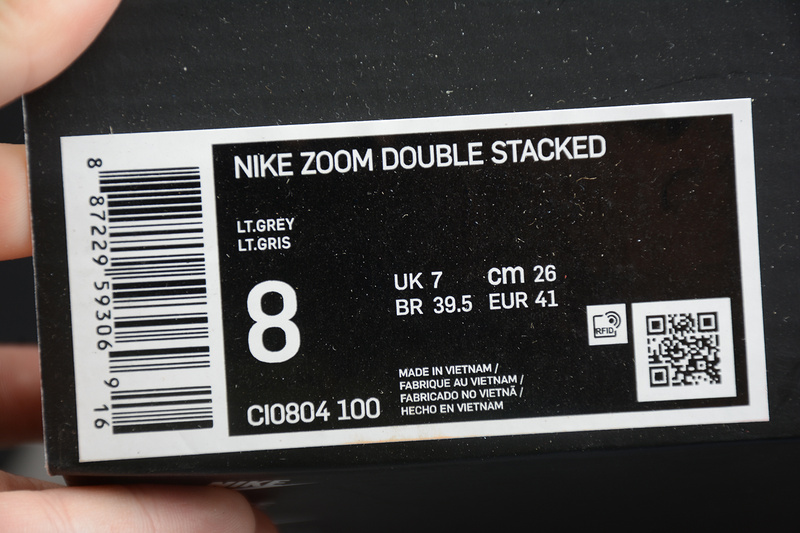 NIKE ZOOM DOUBLE STACKED
LT.GREY
LT.GRIS
8
UK 7 cm 26
BR 39.5 EUR 41
RFID
CI0804 100
MADE IN VIETNAM /
FABRIQUE AU VIETNAM /
FABRICADO NO VIETNÃ /
HECHO EN VIETNAM
8 87229 59306 9 16
NIKE